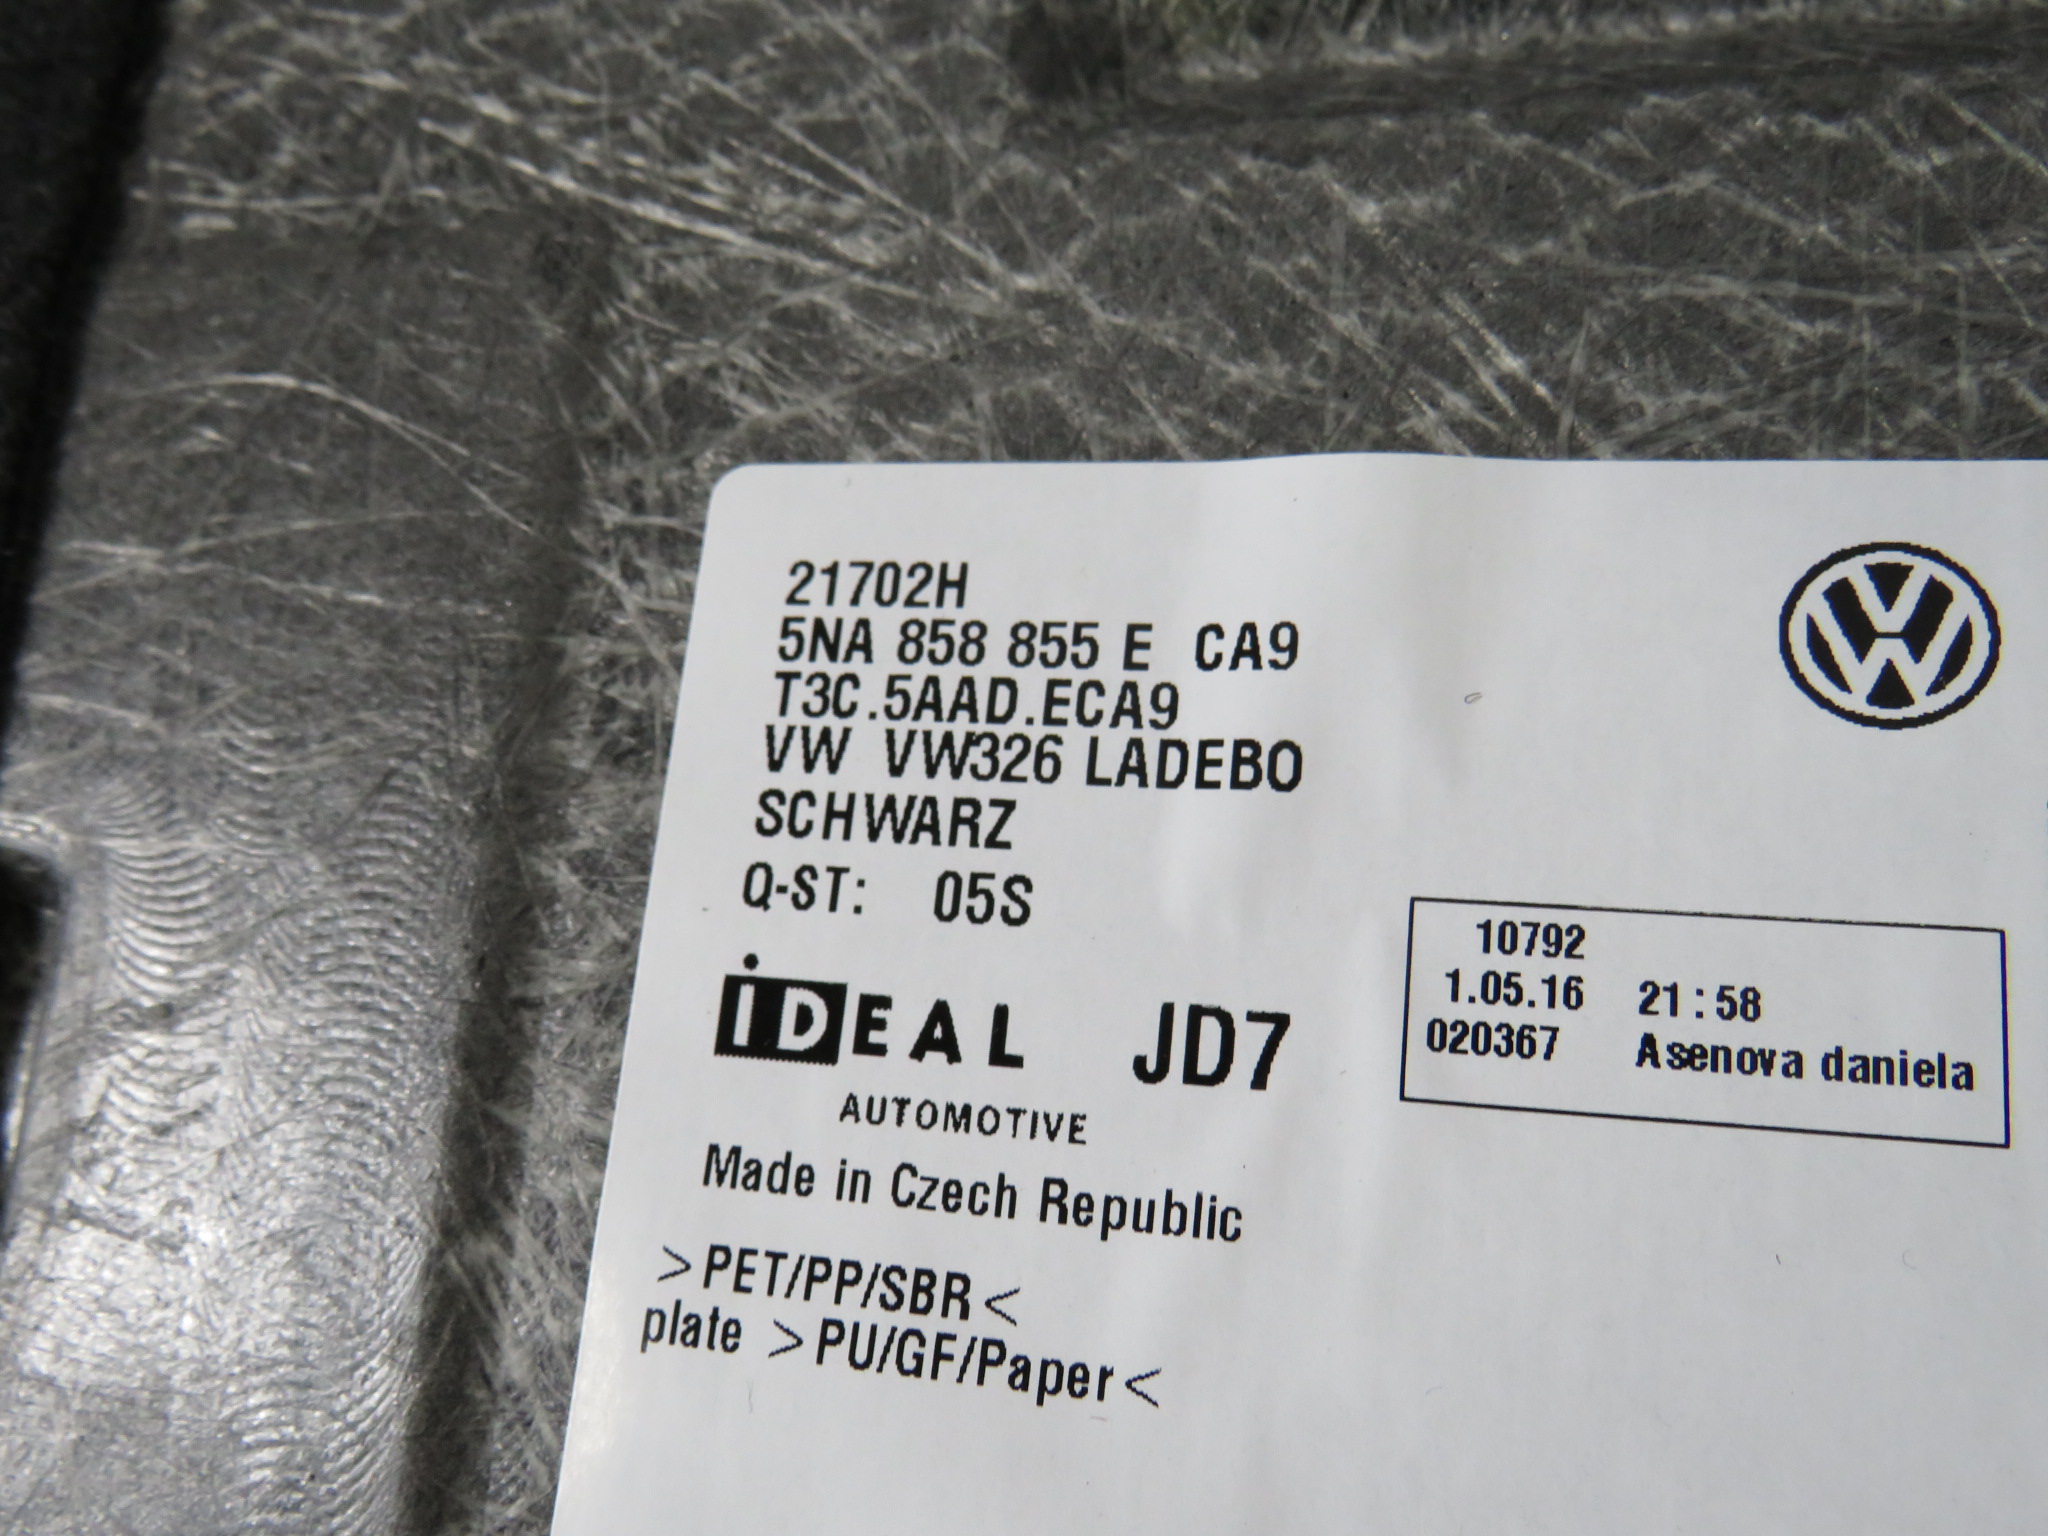 21702H
5NA 858 855 E CA9
T3C.5AAD.ECA9
VW VW326 LADEBO
SCHWARZ
Q-ST: 05S
iDEAL JD7
AUTOMOTIVE
Made in Czech Republic
>PET/PP/SBR<
plate >PU/GF/Paper<
VW
10792
1.05.16 21:58
020367 Asenova daniela